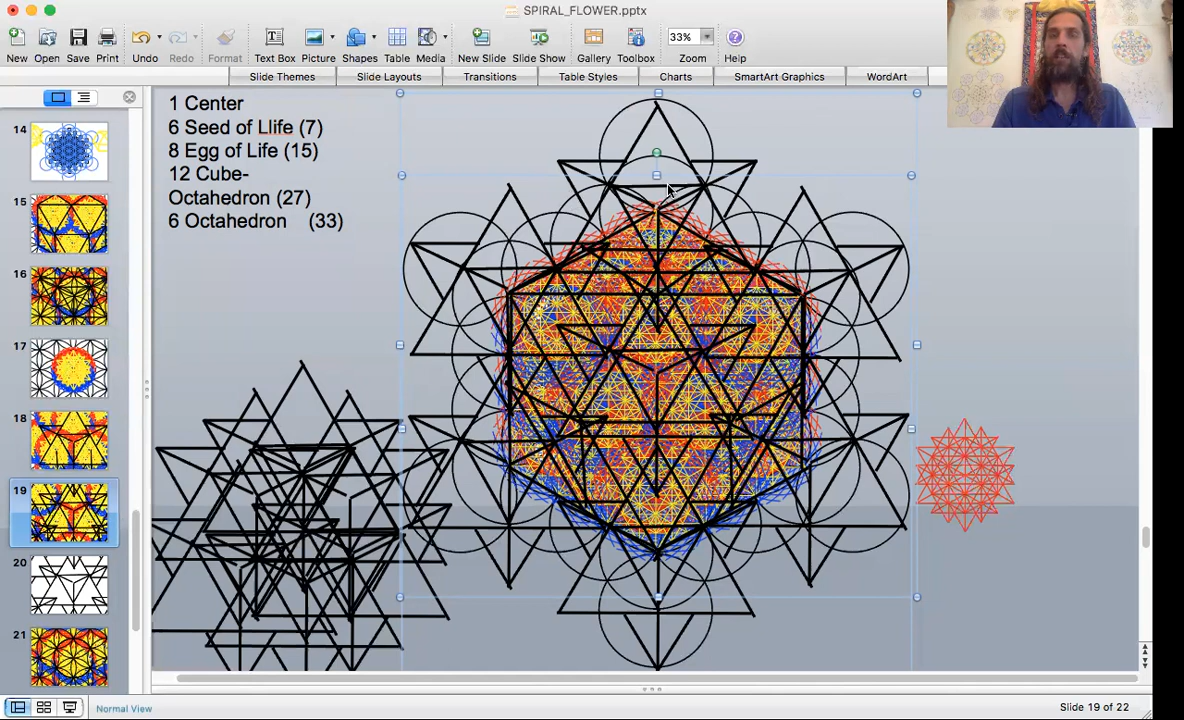 SPIRAL_FLOWER.pptx
New Open Save Print Undo Redo Format Text Box Picture Shapes Table Media New Slide Slide Show Gallery Toolbox 33% Zoom Help
Slide Themes Slide Layouts Transitions Table Styles Charts SmartArt Graphics WordArt
14
15
16
17
18
19
20
21
1 Center
6 Seed of Llife (7)
8 Egg of Life (15)
12 Cube-
Octahedron (27)
6 Octahedron (33)
Normal View
Slide 19 of 22